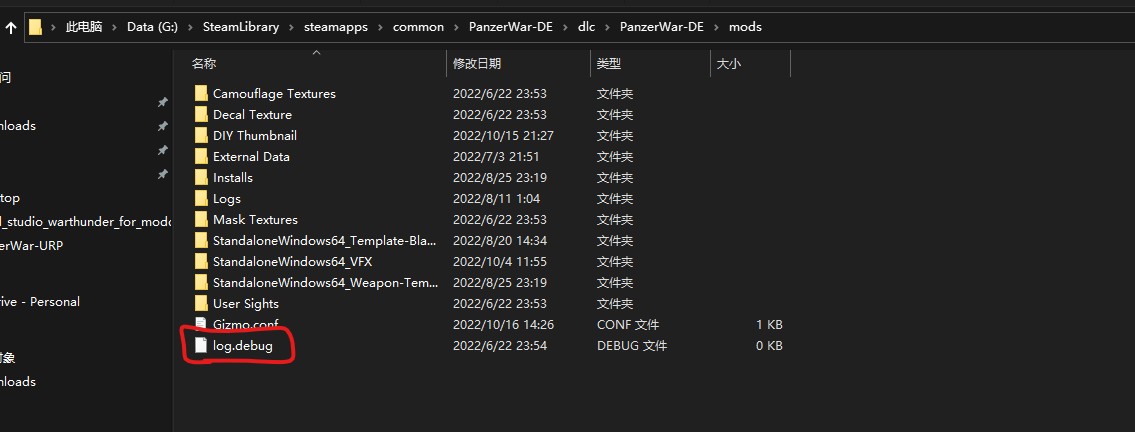 此电脑 > Data (G:) > SteamLibrary > steamapps > common > PanzerWar-DE > dlc > PanzerWar-DE > mods
名称 修改日期 类型 大小
问
Camouflage Textures 2022/6/22 23:53 文件夹
Decal Texture 2022/6/22 23:53 文件夹
nloads
DIY Thumbnail 2022/10/15 21:27 文件夹
External Data 2022/7/3 21:51 文件夹
Installs 2022/8/25 23:19 文件夹
top
Logs 2022/8/11 1:04 文件夹
l_studio_warthunder_for_modd
Mask Textures 2022/6/22 23:53 文件夹
zerWar-URP
StandaloneWindows64_Template-Bla... 2022/8/20 14:34 文件夹
StandaloneWindows64_VFX 2022/10/4 11:55 文件夹
StandaloneWindows64_Weapon-Tem... 2022/8/25 23:19 文件夹
rive - Personal
User Sights 2022/6/22 23:53 文件夹
Gizmo.conf 2022/10/16 14:26 CONF 文件 1 KB
log.debug 2022/6/22 23:54 DEBUG 文件 0 KB
对象
nloads